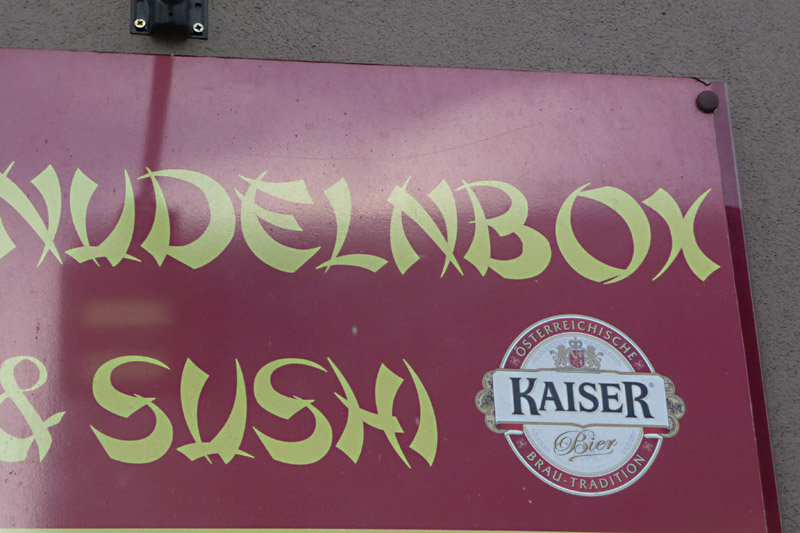 NUDELNBOX
& SUSHI
ÖSTERREICHISCHE
KAISER®
Bier
BRAU-TRADITION